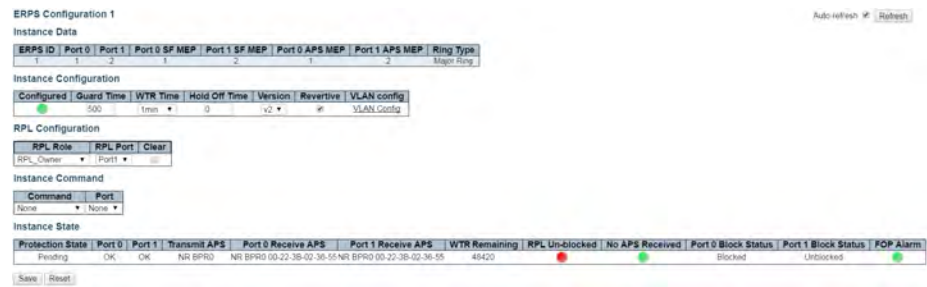 ERPS Configuration 1
Auto-refresh Refresh
Instance Data
ERPS ID Port 0 Port 1 Port 0 SF MEP Port 1 SF MEP Port 0 APS MEP Port 1 APS MEP Ring Type
1 1 2 1 2 1 2 Major Ring
Instance Configuration
Configured Guard Time WTR Time Hold Off Time Version Revertive VLAN config
500 1min 0 v2 VLAN Config
RPL Configuration
RPL Role RPL Port Clear
RPL_Owner Port1
Instance Command
Command Port
None None
Instance State
Protection State Port 0 Port 1 Transmit APS Port 0 Receive APS Port 1 Receive APS WTR Remaining RPL Un-blocked No APS Received Port 0 Block Status Port 1 Block Status FOP Alarm
Pending OK OK NR BPR0 NR BPR0 00-22-3B-02-36-55 NR BPR0 00-22-3B-02-36-55 48420 Blocked Unblocked
Save Reset